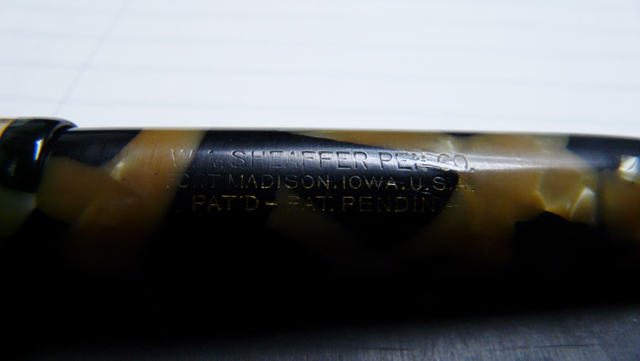 W.A. SHEAFFER PEN CO.
FORT MADISON, IOWA, U.S.A.
PAT'D – PAT. PENDING